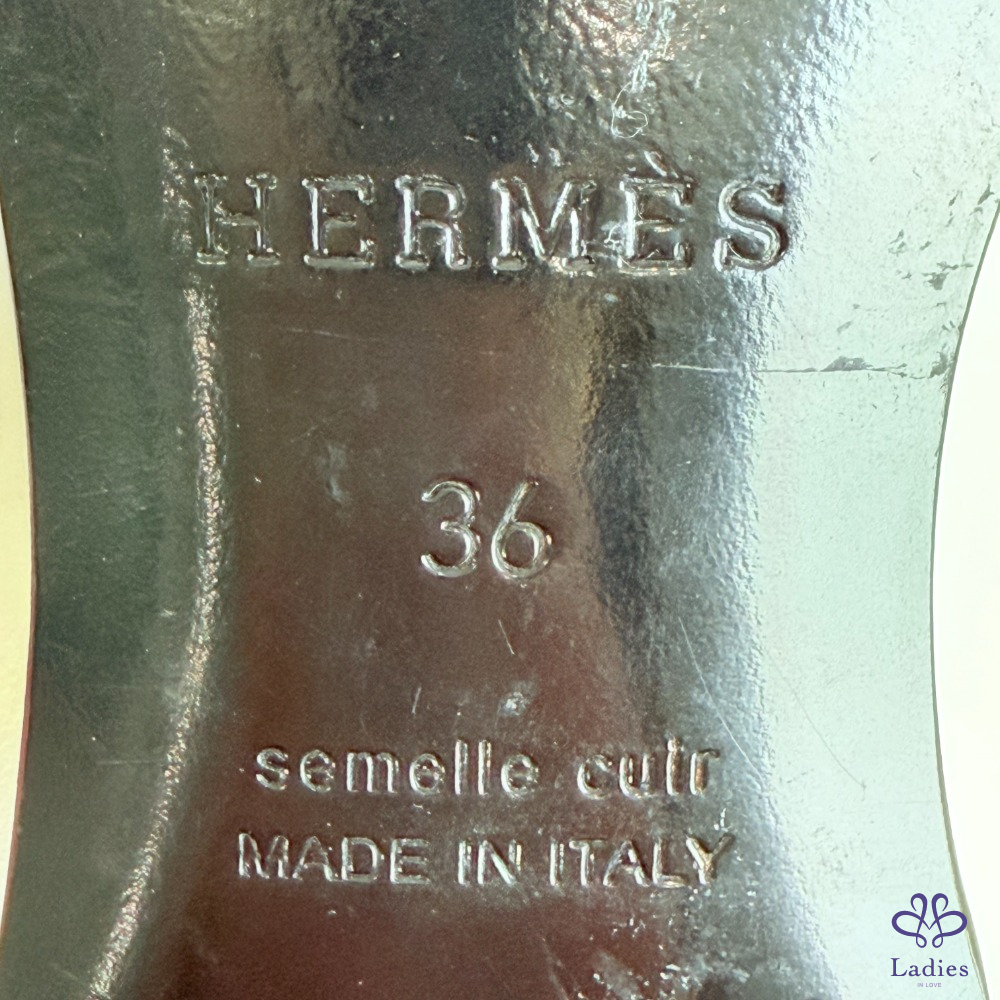 HERMÈS
36
semelle cuir
MADE IN ITALY
Ladies
IN LOVE